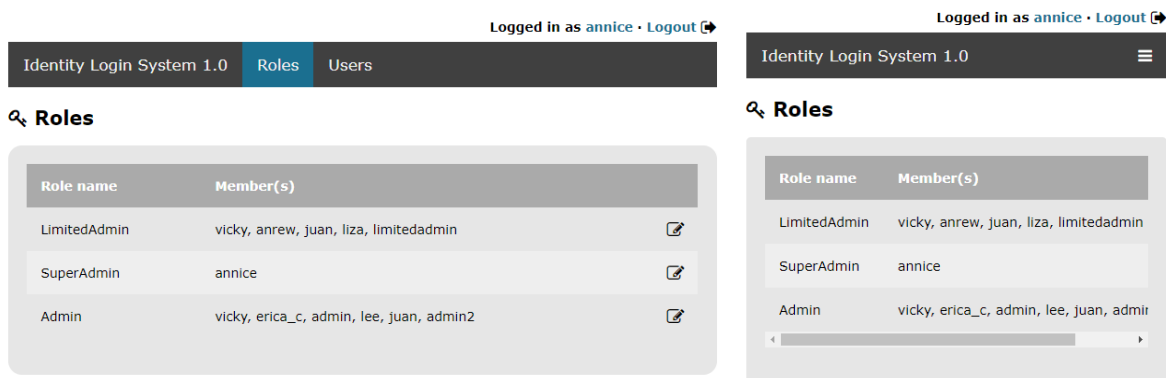 Logged in as annice · Logout
Identity Login System 1.0 Roles Users
Roles
Role name Member(s)
LimitedAdmin vicky, anrew, juan, liza, limitedadmin
SuperAdmin annice
Admin vicky, erica_c, admin, lee, juan, admin2
Logged in as annice · Logout
Identity Login System 1.0
Roles
Role name Member(s)
LimitedAdmin vicky, anrew, juan, liza, limitedadmin
SuperAdmin annice
Admin vicky, erica_c, admin, lee, juan,